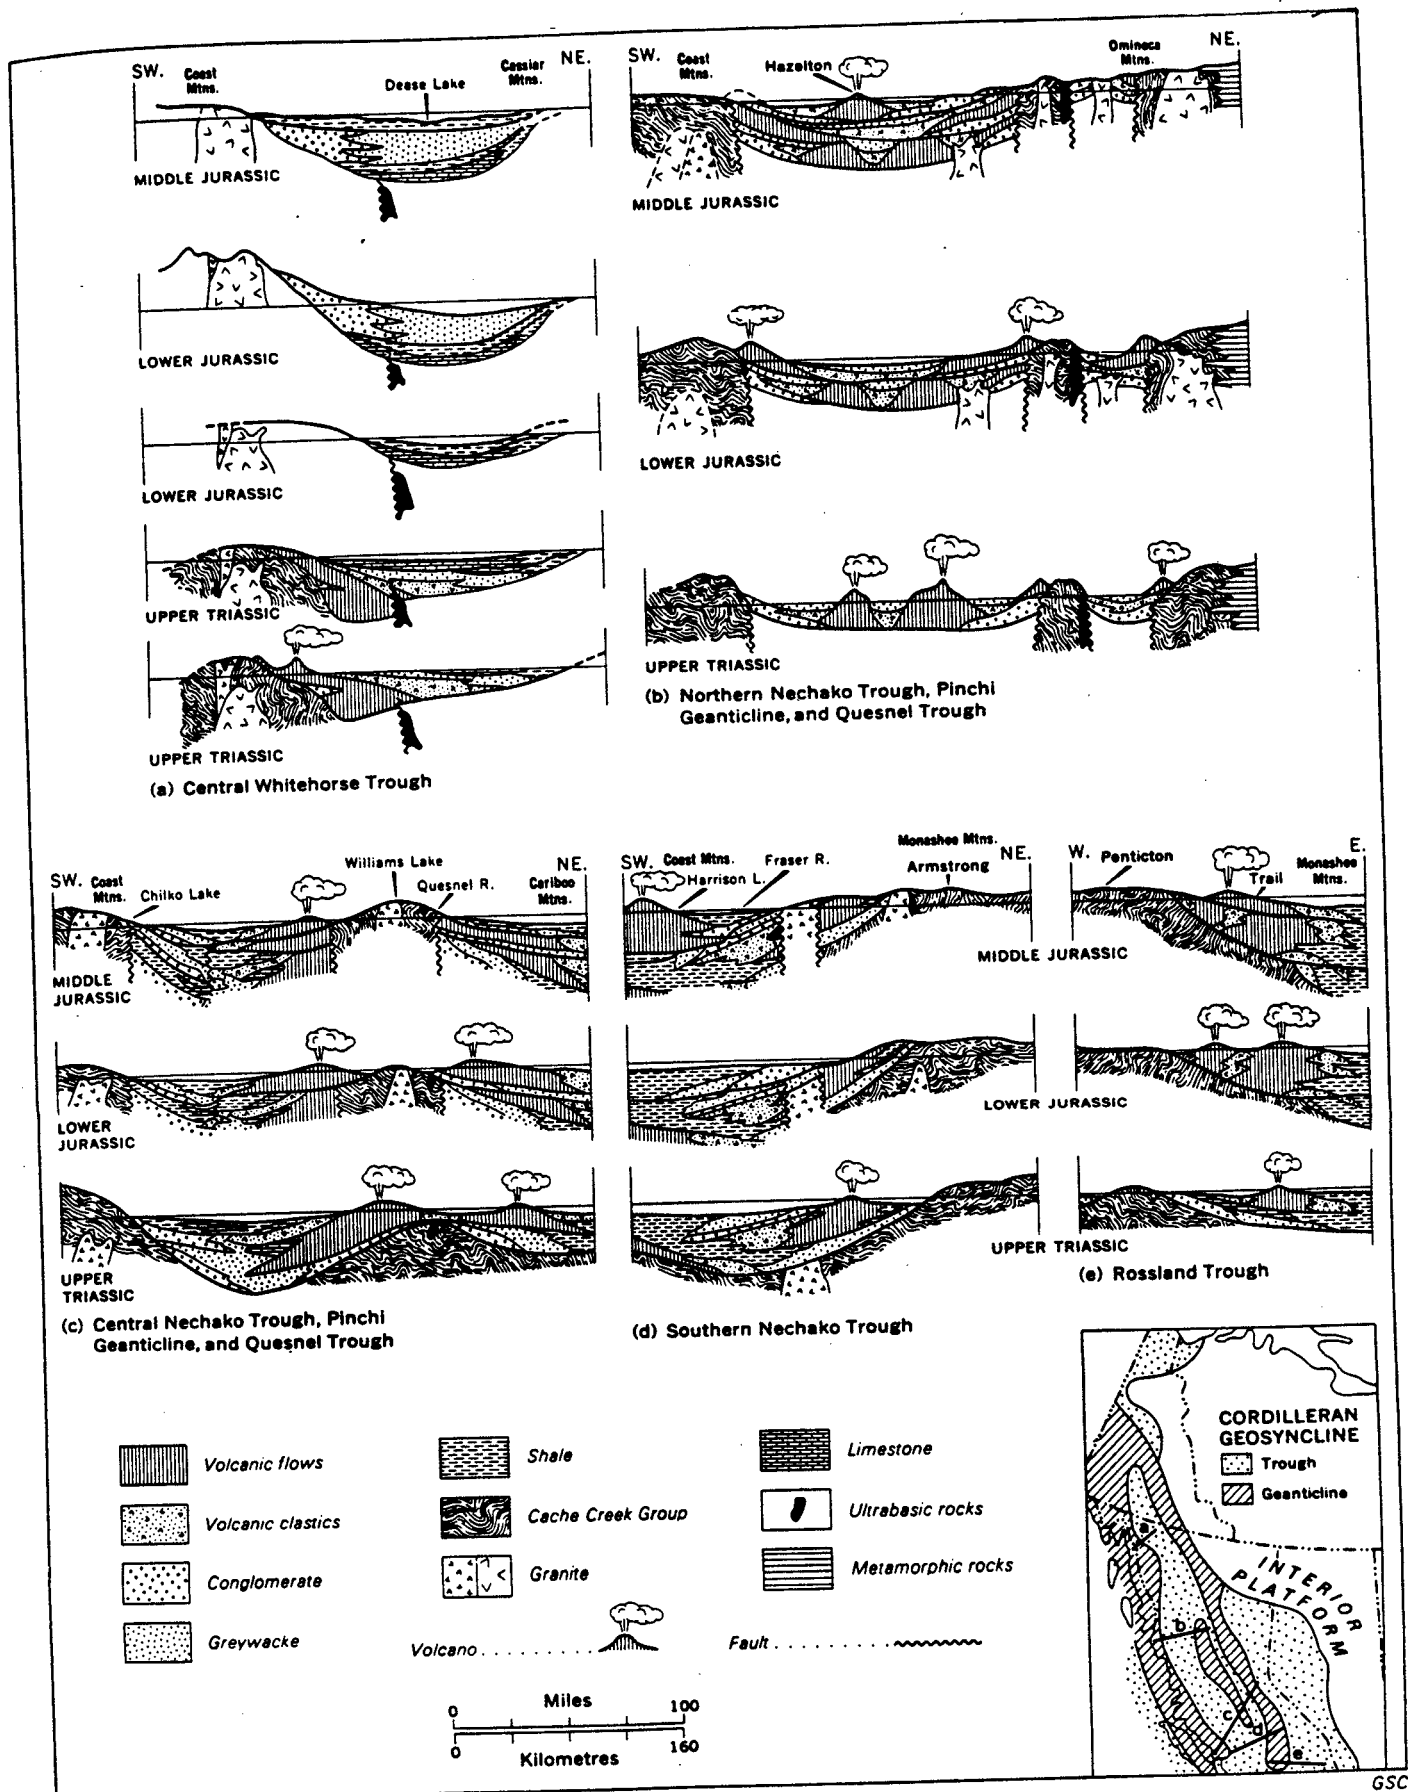 SW.
Coast
Mtns.
Dease Lake
Cassiar
Mtns.
NE.
MIDDLE JURASSIC
LOWER JURASSIC
LOWER JURASSIC
UPPER TRIASSIC
UPPER TRIASSIC
(a) Central Whitehorse Trough
SW.
Coast
Mtns.
Hazelton
Omineca
Mtns.
NE.
MIDDLE JURASSIC
LOWER JURASSIC
UPPER TRIASSIC
(b) Northern Nechako Trough, Pinchi
Geanticline, and Quesnel Trough
SW.
Coast
Mtns.
Chilko Lake
Williams Lake
Quesnel R.
NE.
Cariboo
Mtns.
MIDDLE
JURASSIC
LOWER
JURASSIC
UPPER
TRIASSIC
(c) Central Nechako Trough, Pinchi
Geanticline, and Quesnel Trough
SW.
Coast Mtns.
Harrison L.
Fraser R.
Monashee Mtns.
Armstrong
NE.
W.
Penticton
Trail
E.
Monashee
Mtns.
MIDDLE JURASSIC
LOWER JURASSIC
UPPER TRIASSIC
(d) Southern Nechako Trough
(e) Rossland Trough
Volcanic flows
Volcanic clastics
Conglomerate
Greywacke
Shale
Cache Creek Group
Granite
Volcano
Limestone
Ultrabasic rocks
Metamorphic rocks
Fault
0 Miles 100
0 Kilometres 160
CORDILLERAN
GEOSYNCLINE
Trough
Geanticline
INTERIOR
PLATFORM
a
b
c
d
e
GSC